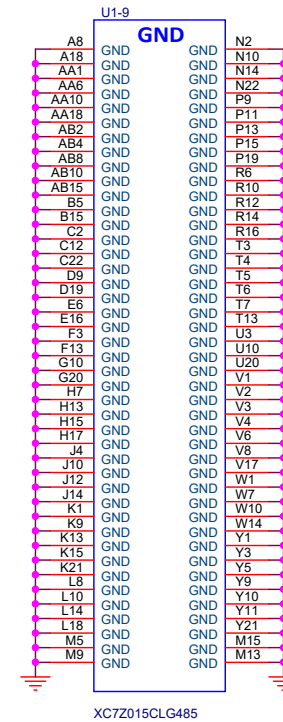 U1-9
GND
A8 GND GND N2
A18 GND GND N10
AA1 GND GND N14
AA6 GND GND N22
AA10 GND GND P9
AA18 GND GND P11
AB2 GND GND P13
AB4 GND GND P15
AB8 GND GND P19
AB10 GND GND R6
AB15 GND GND R10
B5 GND GND R12
B15 GND GND R14
C2 GND GND R16
C12 GND GND T3
C22 GND GND T4
D9 GND GND T5
D19 GND GND T6
E6 GND GND T7
E16 GND GND T13
F3 GND GND U3
F13 GND GND U10
G10 GND GND U20
G20 GND GND V1
H7 GND GND V2
H13 GND GND V3
H15 GND GND V4
H17 GND GND V6
J4 GND GND V8
J10 GND GND V17
J12 GND GND W1
J14 GND GND W7
K1 GND GND W10
K9 GND GND W14
K13 GND GND Y1
K15 GND GND Y3
K21 GND GND Y5
L8 GND GND Y9
L10 GND GND Y10
L14 GND GND Y11
L18 GND GND Y21
M5 GND GND M15
M9 GND GND M13
XC7Z015CLG485